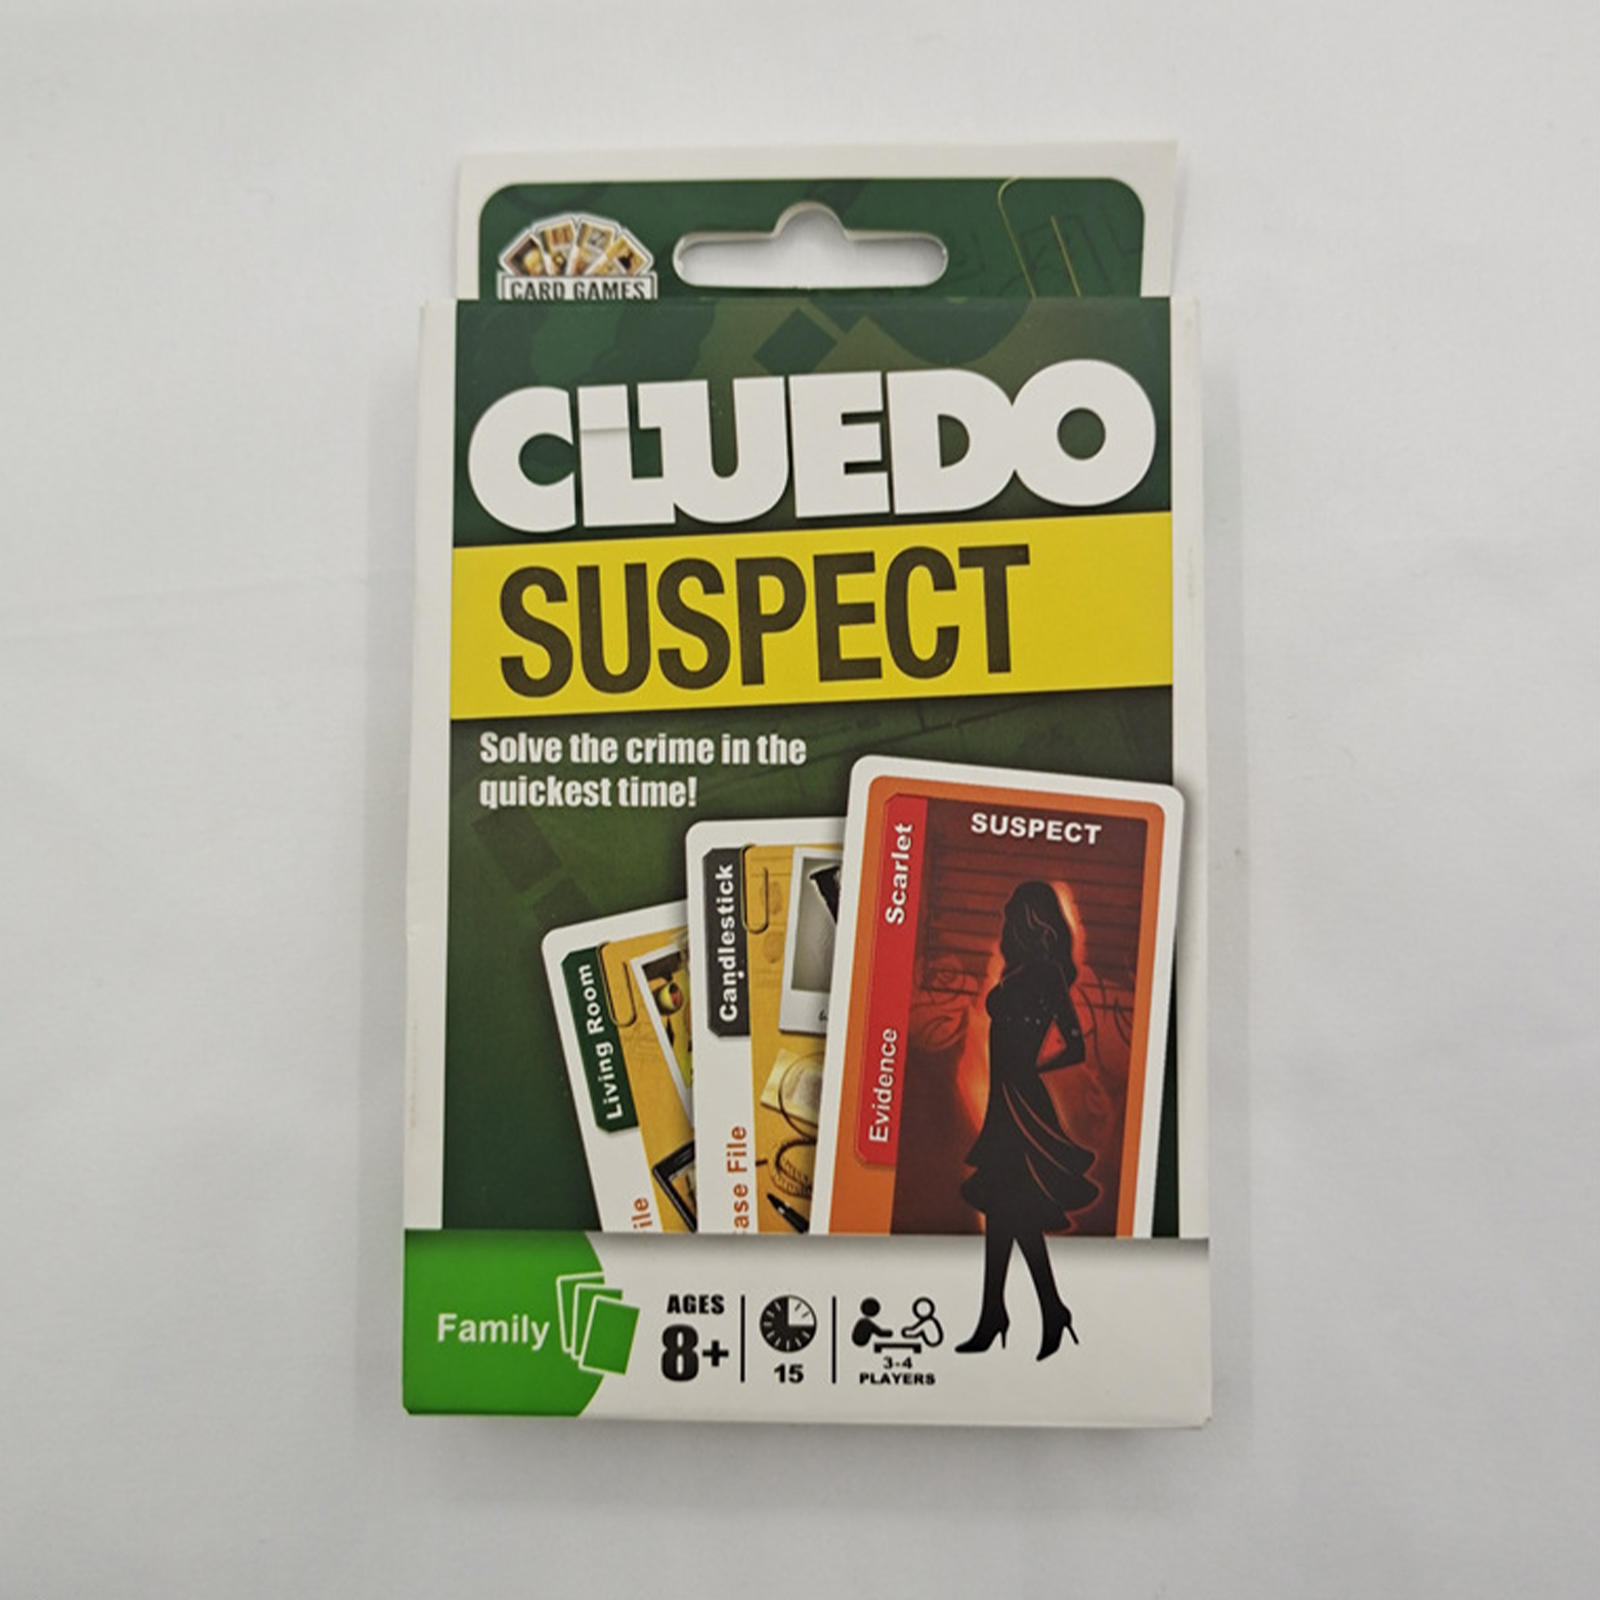 CARD GAMES
CLUEDO
SUSPECT
Solve the crime in the
quickest time!
SUSPECT
Scarlet
Evidence
Candlestick
ase File
Living Room
ile
Family
AGES
8+
15
3-4
PLAYERS